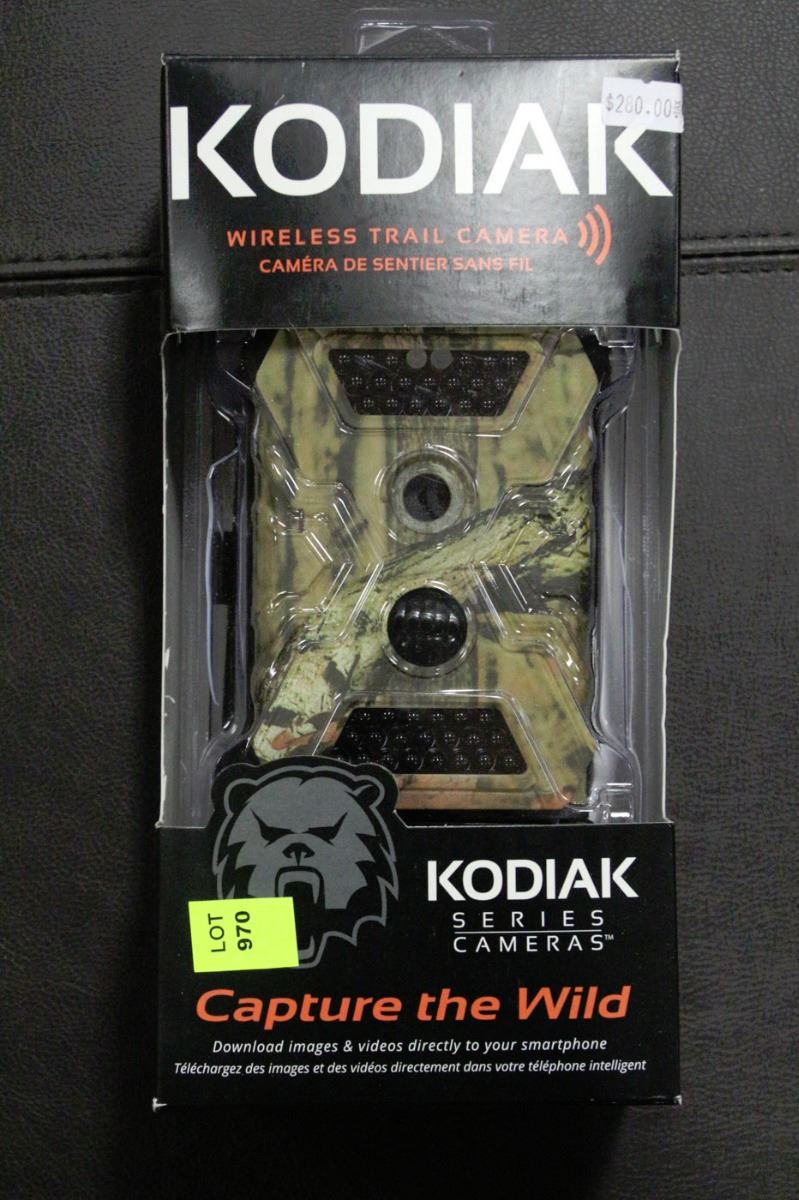 KODIAK
$280.00
WIRELESS TRAIL CAMERA
CAMÉRA DE SENTIER SANS FIL
KODIAK
SERIES
CAMERAS™
LOT
970
Capture the Wild
Download images & videos directly to your smartphone
Téléchargez des images et des vidéos directement dans votre téléphone intelligent